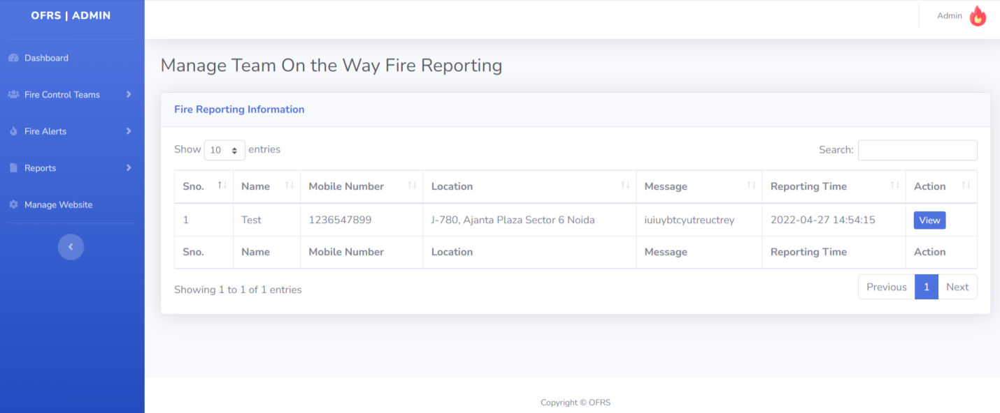 OFRS | ADMIN
Admin
Dashboard
Fire Control Teams
Fire Alerts
Reports
Manage Website
Manage Team On the Way Fire Reporting
Fire Reporting Information
Show 10 entries
Search:
Sno. Name Mobile Number Location Message Reporting Time Action
1 Test 1236547899 J-780, Ajanta Plaza Sector 6 Noida iuiuybtcyutreuctrey 2022-04-27 14:54:15 View
Sno. Name Mobile Number Location Message Reporting Time Action
Showing 1 to 1 of 1 entries
Previous 1 Next
Copyright © OFRS